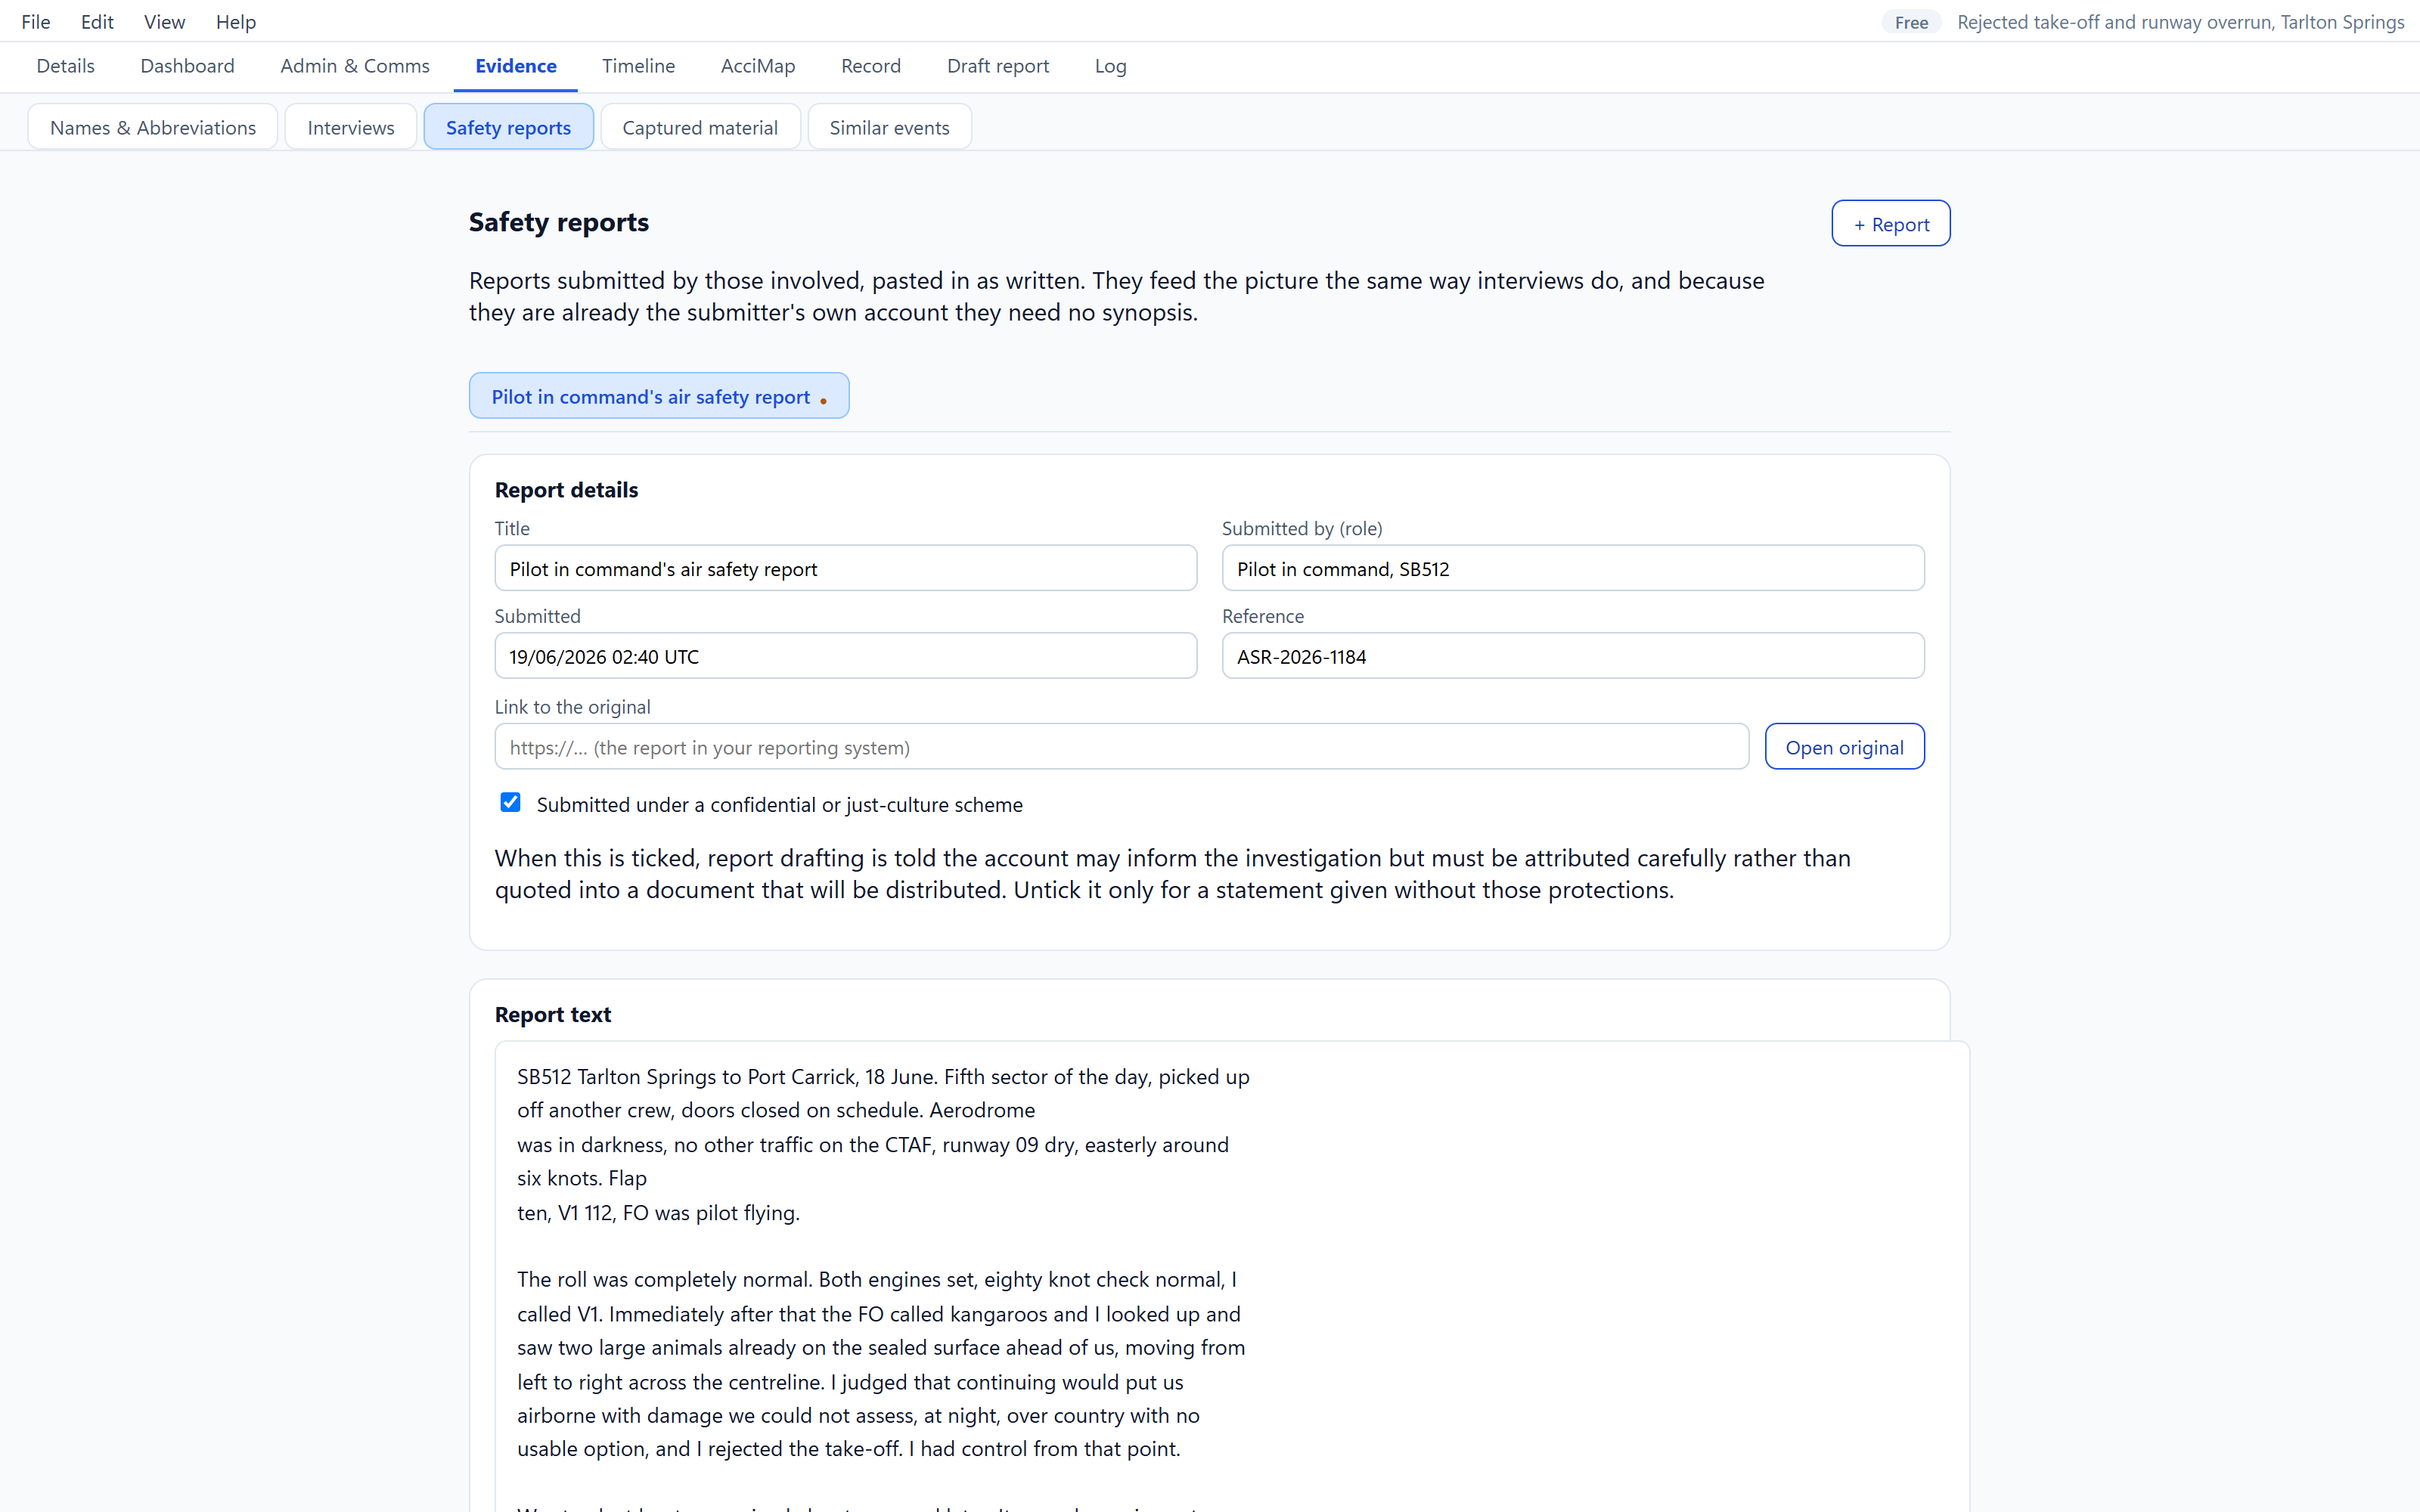 File Edit View Help Free Rejected take-off and runway overrun, Tarlton Springs
Details Dashboard Admin & Comms Evidence Timeline AcciMap Record Draft report Log
Names & Abbreviations Interviews Safety reports Captured material Similar events
Safety reports
+ Report
Reports submitted by those involved, pasted in as written. They feed the picture the same way interviews do, and because
they are already the submitter's own account they need no synopsis.
Pilot in command's air safety report
Report details
Title Submitted by (role)
Pilot in command's air safety report Pilot in command, SB512
Submitted Reference
19/06/2026 02:40 UTC ASR-2026-1184
Link to the original
https://... (the report in your reporting system) Open original
Submitted under a confidential or just-culture scheme
When this is ticked, report drafting is told the account may inform the investigation but must be attributed carefully rather than
quoted into a document that will be distributed. Untick it only for a statement given without those protections.
Report text
SB512 Tarlton Springs to Port Carrick, 18 June. Fifth sector of the day, picked up
off another crew, doors closed on schedule. Aerodrome
was in darkness, no other traffic on the CTAF, runway 09 dry, easterly around
six knots. Flap
ten, V1 112, FO was pilot flying.
The roll was completely normal. Both engines set, eighty knot check normal, I
called V1. Immediately after that the FO called kangaroos and I looked up and
saw two large animals already on the sealed surface ahead of us, moving from
left to right across the centreline. I judged that continuing would put us
airborne with damage we could not assess, at night, over country with no
usable option, and I rejected the take-off. I had control from that point.